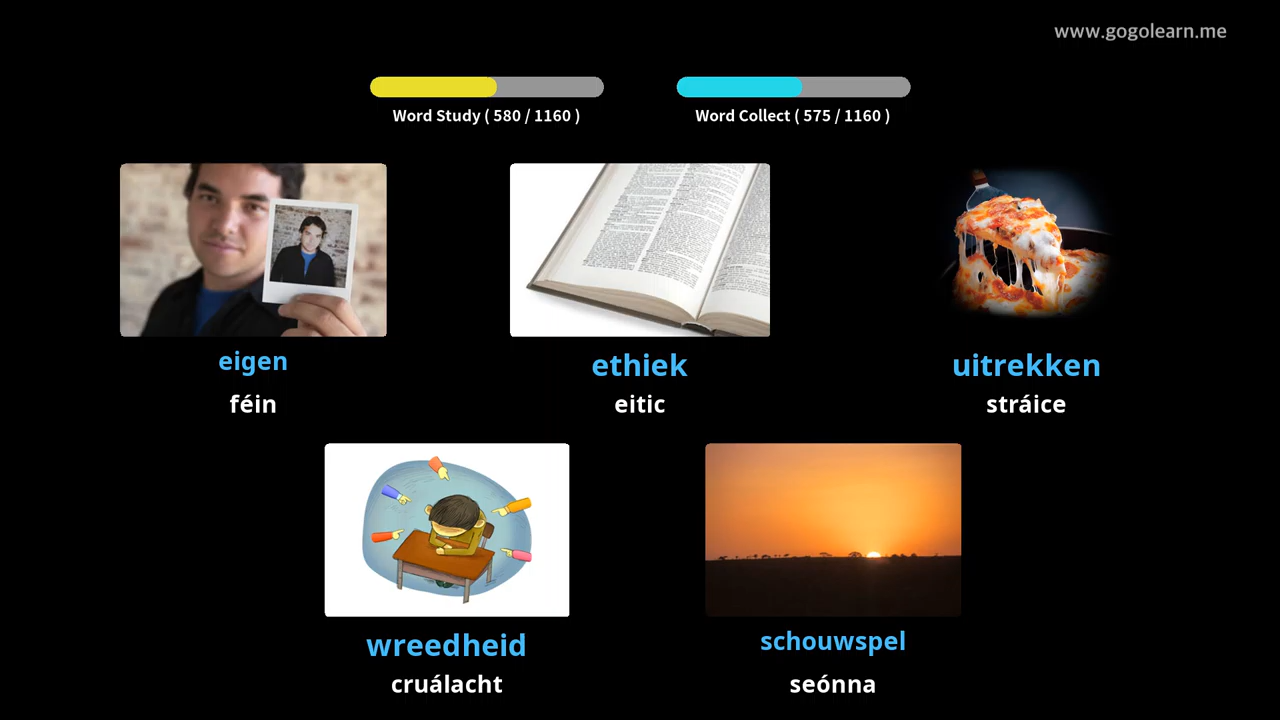 www.gogolearn.me
Word Study ( 580 / 1160 )
Word Collect ( 575 / 1160 )
eigen
féin
ethiek
eitic
uitrekken
stráice
wreedheid
cruálacht
schouwspel
seónna